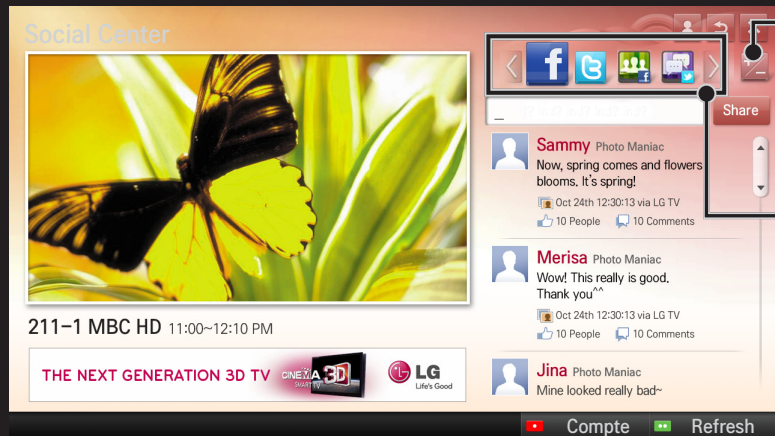 Social Center
_
Share
Sammy Photo Maniac
Now, spring comes and flowers
blooms. It's spring!
Oct 24th 12:30:13 via LG TV
10 People 10 Comments
Merisa Photo Maniac
Wow! This really is good.
Thank you^^
Oct 24th 12:30:13 via LG TV
10 People 10 Comments
Jina Photo Maniac
Mine looked really bad~
211-1 MBC HD 11:00~12:10 PM
THE NEXT GENERATION 3D TV CINEMA 3D SMART TV LG Life's Good
Compte Refresh